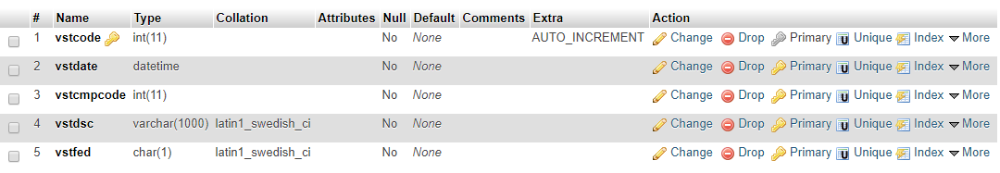 # Name Type Collation Attributes Null Default Comments Extra Action
1 vstcode int(11) No None AUTO_INCREMENT Change Drop Primary U Unique Index More
2 vstdate datetime No None Change Drop Primary U Unique Index More
3 vstcmpcode int(11) No None Change Drop Primary U Unique Index More
4 vstdsc varchar(1000) latin1_swedish_ci No None Change Drop Primary U Unique Index More
5 vstfed char(1) latin1_swedish_ci No None Change Drop Primary U Unique Index More